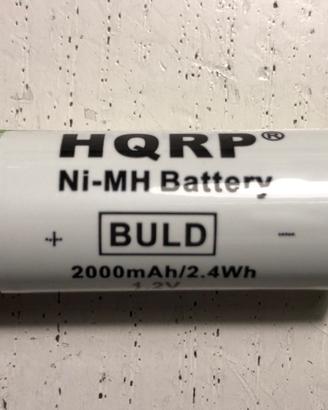 HQRP®
Ni-MH Battery
+ BULD -
2000mAh/2.4Wh
1.2V